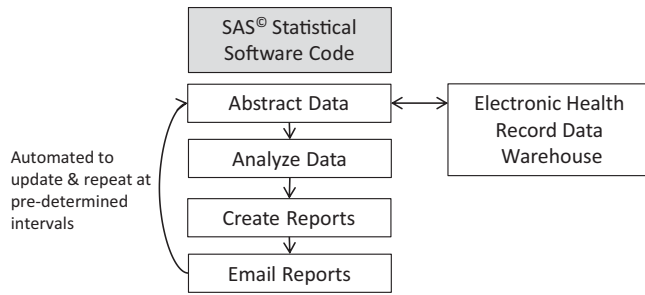 SAS© Statistical
Software Code
Abstract Data
Electronic Health
Record Data
Warehouse
Analyze Data
Automated to
update & repeat at
pre-determined
intervals
Create Reports
Email Reports